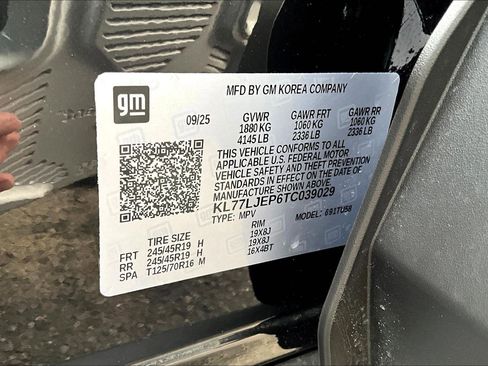 gm
MFD BY GM KOREA COMPANY
09/25 GVWR GAWR FRT GAWR RR
1880 KG 1060 KG 1060 KG
4145 LB 2336 LB 2336 LB
THIS VEHICLE CONFORMS TO ALL
APPLICABLE U.S. FEDERAL MOTOR
VEHICLE SAFETY AND THEFT PREVENTION
STANDARDS IN EFFECT ON THE DATE OF
MANUFACTURE SHOWN ABOVE.
KL77LJEP6TC039029
TYPE: MPV MODEL: 691TU58
TIRE SIZE RIM
FRT 245/45R19 H 19X8J
RR 245/45R19 H 19X8J
SPA T125/70R16 M 16X4BT